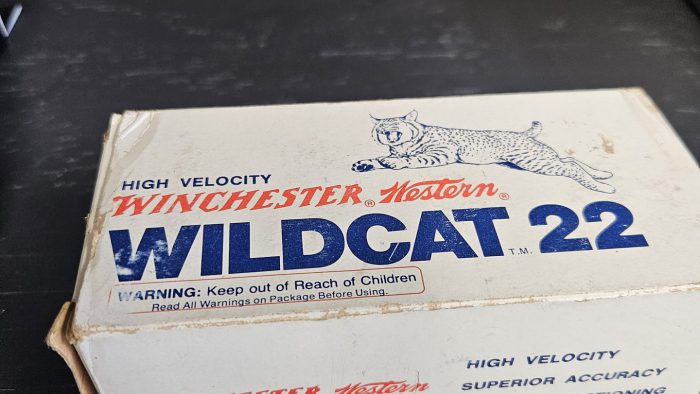 HIGH VELOCITY
WINCHESTER® Western®
WILDCAT T.M. 22
WARNING: Keep out of Reach of Children
Read All Warnings on Package Before Using.
HIGH VELOCITY
Western
SUPERIOR ACCURACY